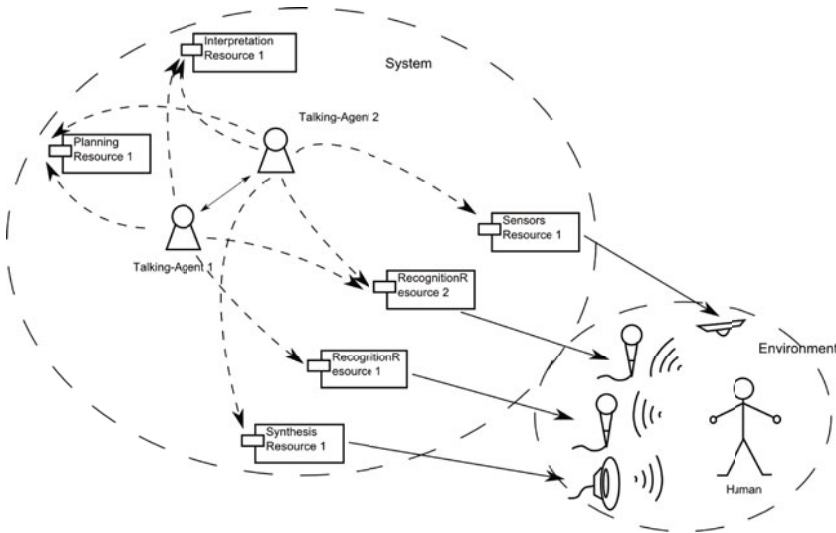 Interpretation
Resource 1
System
Talking-Agent 2
Planning
Resource 1
Sensors
Resource 1
Talking-Agent 1
RecognitionR
esource 2
Environment
RecognitionR
esource 1
Synthesis
Resource 1
Human